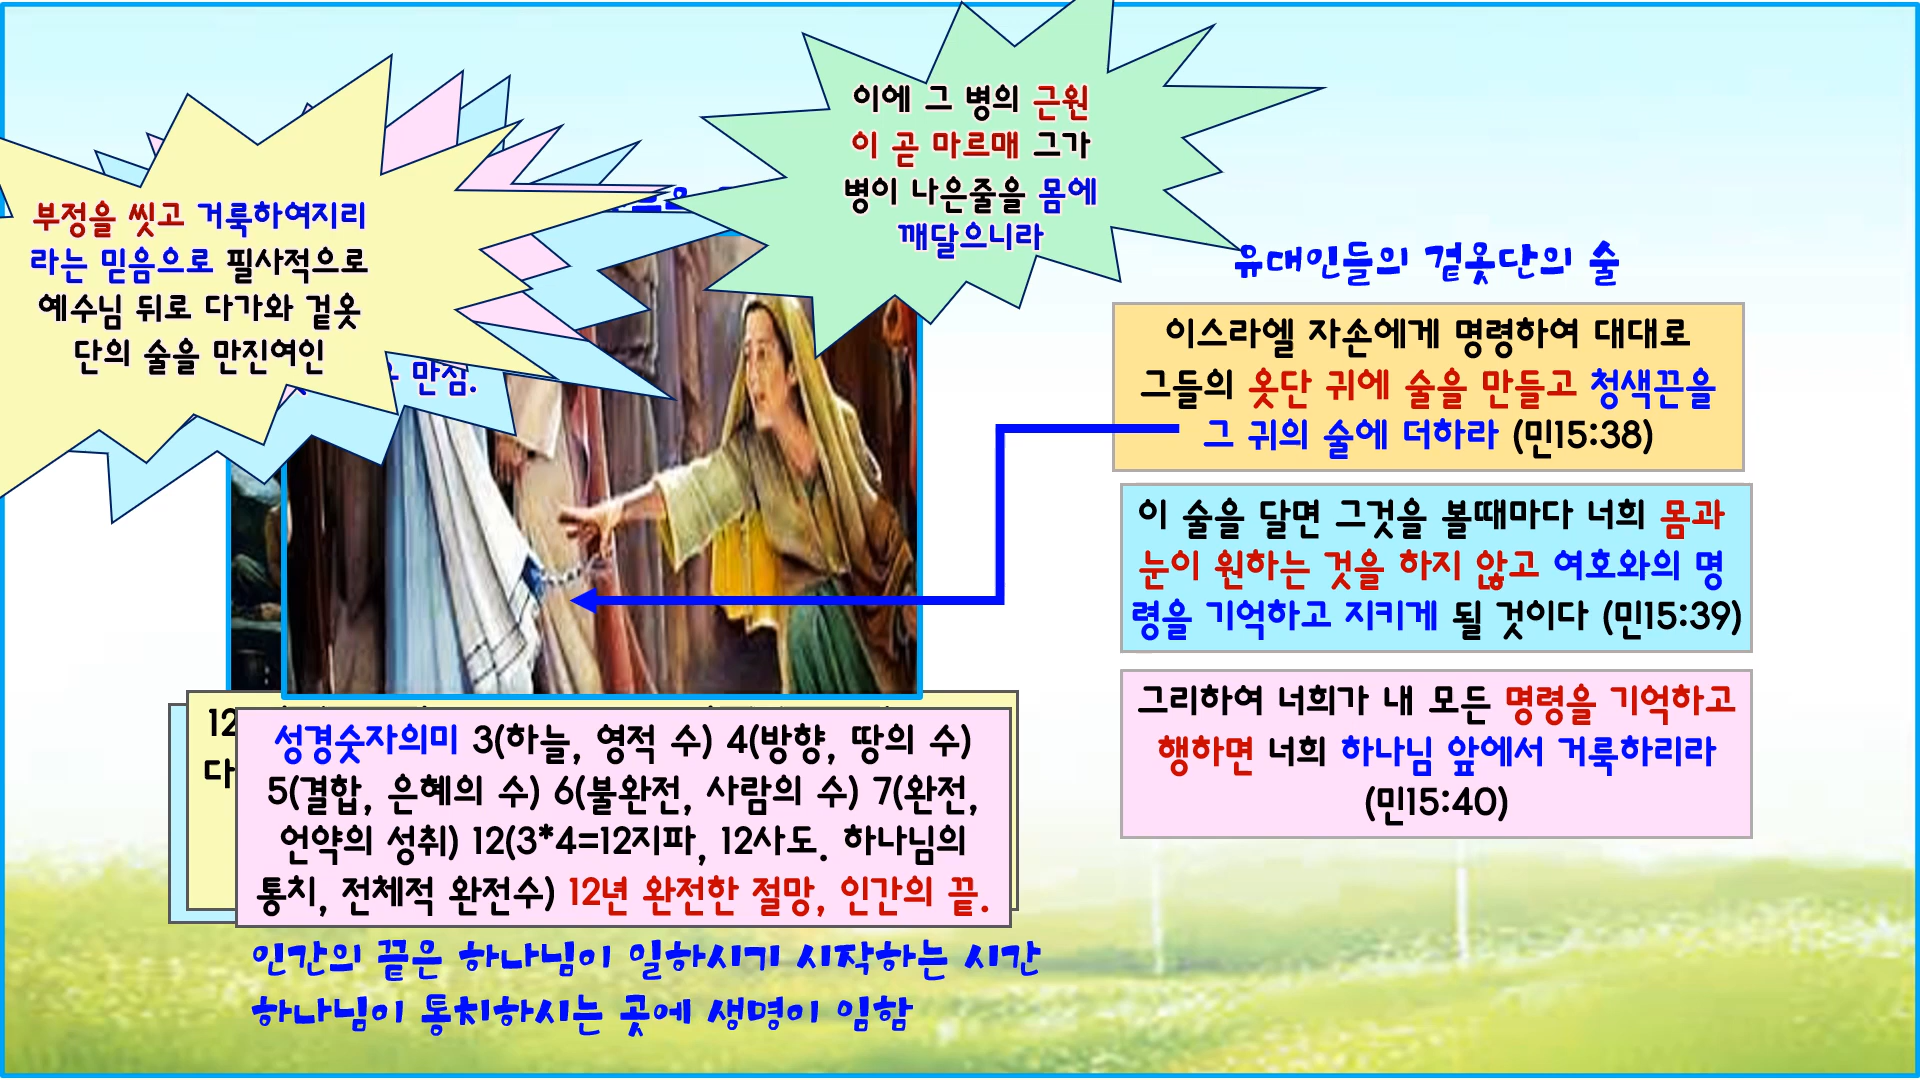 이에 그 병의 근원
이 곧 마르매 그가
병이 나은줄을 몸에
깨달으니라
부정을 씻고 거룩하여지리
라는 믿음으로 필사적으로
예수님 뒤로 다가와 겉옷
단의 술을 만진여인
만짐.
유대인들의 겉옷단의 술
이스라엘 자손에게 명령하여 대대로
그들의 옷단 귀에 술을 만들고 청색끈을
그 귀의 술에 더하라 (민15:38)
이 술을 달면 그것을 볼때마다 너희 몸과
눈이 원하는 것을 하지 않고 여호와의 명
령을 기억하고 지키게 될 것이다 (민15:39)
그리하여 너희가 내 모든 명령을 기억하고
행하면 너희 하나님 앞에서 거룩하리라
(민15:40)
12
다
성경숫자의미 3(하늘, 영적 수) 4(방향, 땅의 수)
5(결합, 은혜의 수) 6(불완전, 사람의 수) 7(완전,
언약의 성취) 12(3*4=12지파, 12사도. 하나님의
통치, 전체적 완전수) 12년 완전한 절망, 인간의 끝.
인간의 끝은 하나님이 일하시기 시작하는 시간
하나님이 통치하시는 곳에 생명이 임함